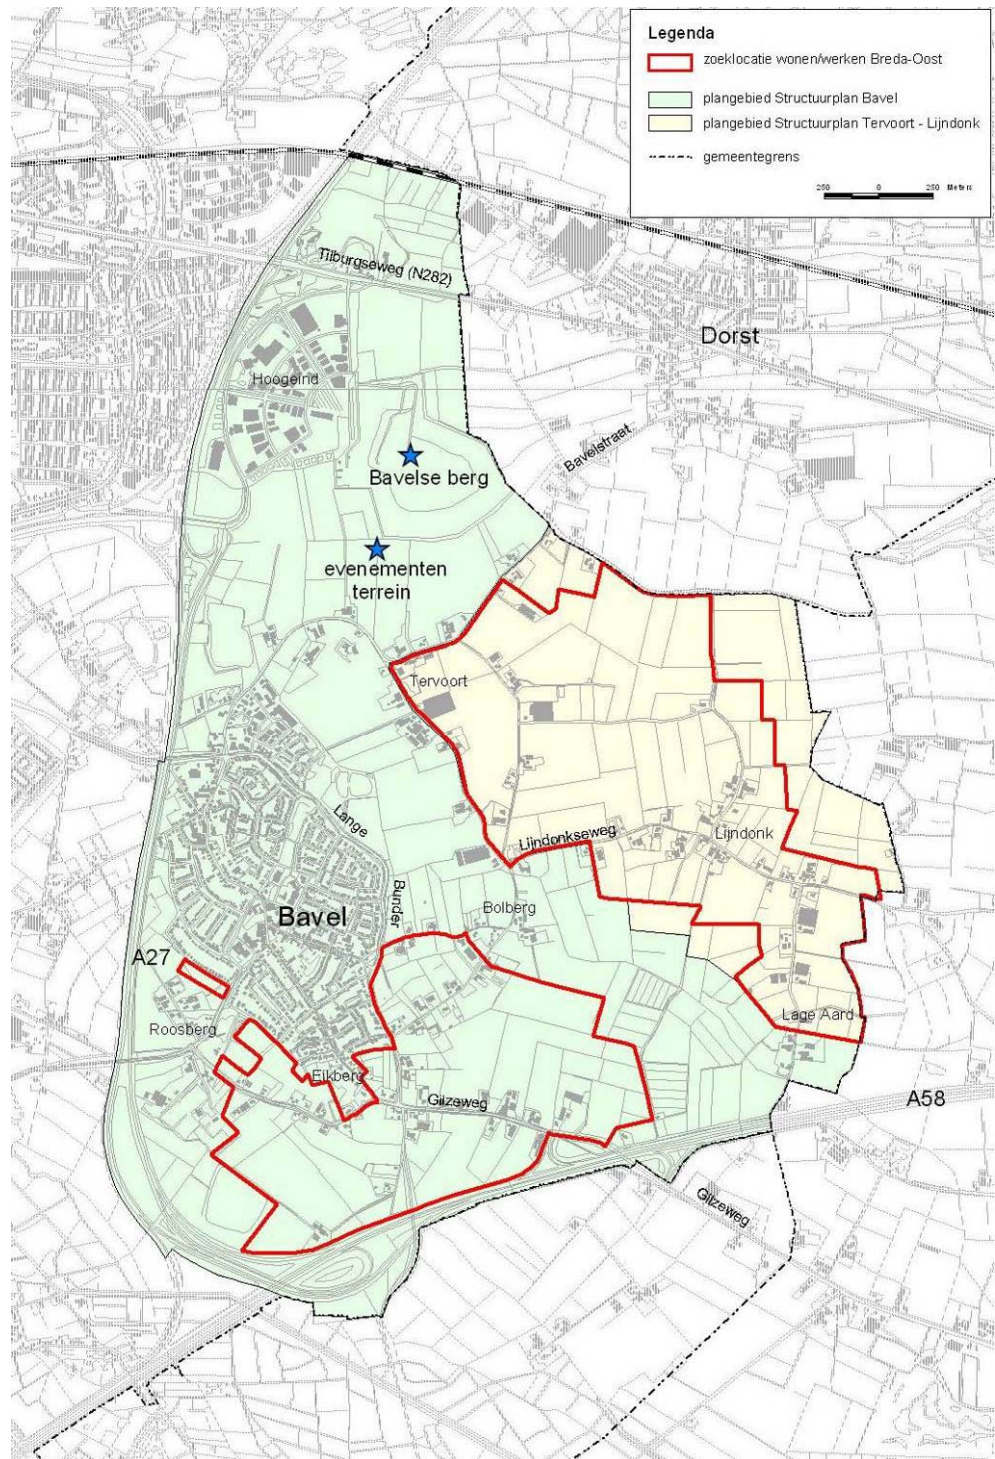 Legenda
zoeklocatie wonen/werken Breda-Oost
plangebied Structuurplan Bavel
plangebied Structuurplan Tervoort - Lijndonk
gemeentegrens
250 0 250 Meters
Tilburgseweg (N282)
Dorst
Hoogeind
Bavelstraat
Bavelse berg
evenementen
terrein
Tervoort
Lange
Bunder
Lijndonkseweg
Lijndonk
Bolberg
Bavel
A27
Roosberg
Lage Aard
Eikberg
Gilzeweg
A58
Gilzeweg